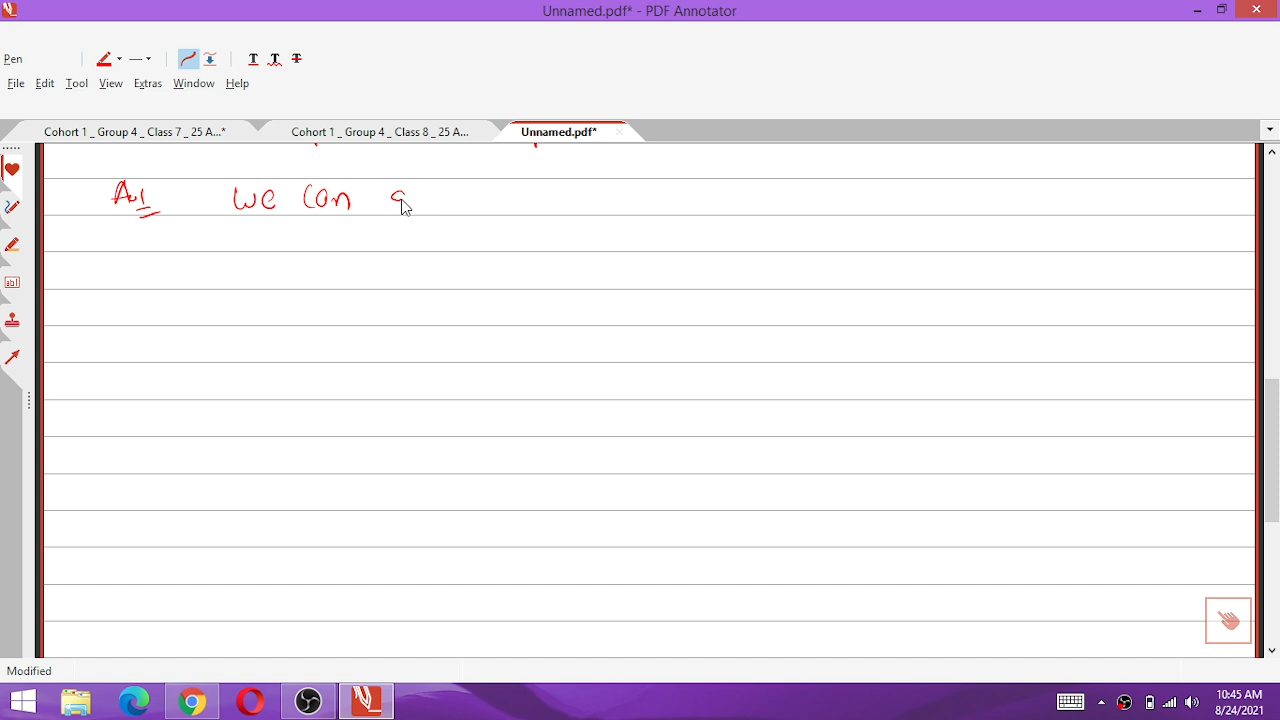 Unnamed.pdf* - PDF Annotator
Pen
T T T
File Edit Tool View Extras Window Help
Cohort 1 _ Group 4 _ Class 7 _ 25 A...* Cohort 1 _ Group 4 _ Class 8 _ 25 A... Unnamed.pdf*
we can
ab|
Modified
10:45 AM
8/24/2021